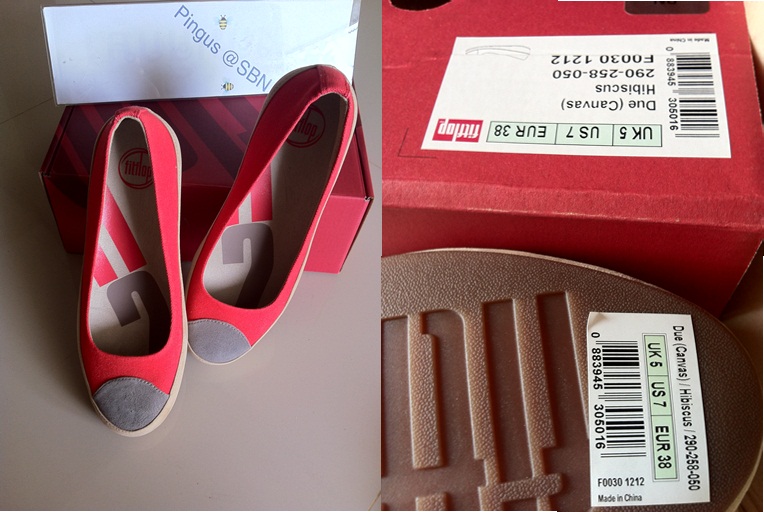 Pingus @SBN
fitflop
fitflop
Made in China
F0030 1212
290-258-050
Hibiscus
Due (Canvas)
fitflop
UK 5 US 7 EUR 38
0 883945 305016
Due (Canvas) / Hibiscus / 290-258-050
UK 5 US 7 EUR 38
0 883945 305016
F0030 1212
Made in China